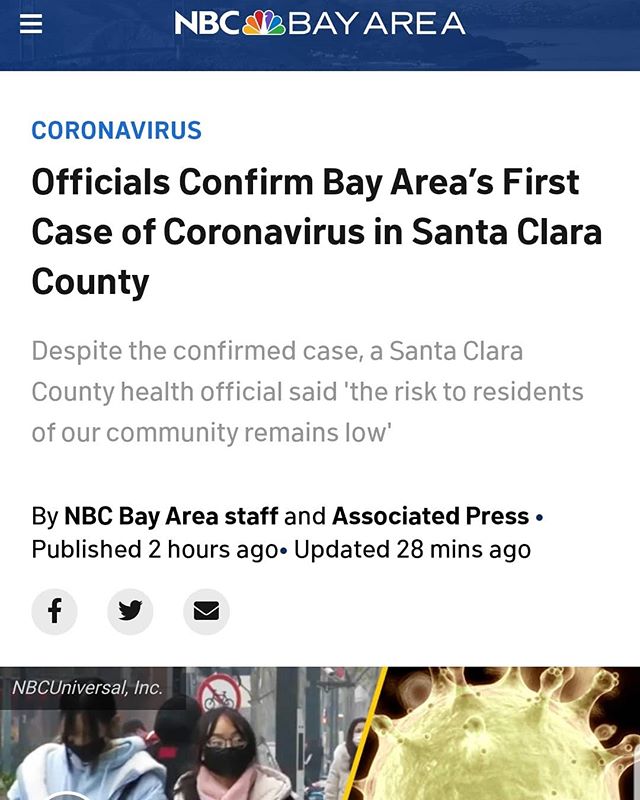 NBC BAY AREA
CORONAVIRUS
Officials Confirm Bay Area’s First
Case of Coronavirus in Santa Clara
County
Despite the confirmed case, a Santa Clara
County health official said 'the risk to residents
of our community remains low'
By NBC Bay Area staff and Associated Press •
Published 2 hours ago• Updated 28 mins ago
NBCUniversal, Inc.